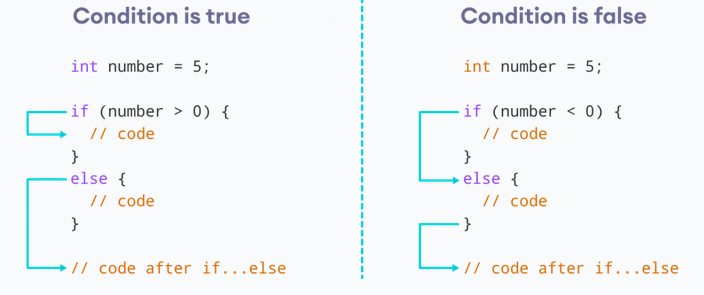 Condition is true
int number = 5;
if (number > 0) {
// code
}
else {
// code
}
// code after if...else
Condition is false
int number = 5;
if (number < 0) {
// code
}
else {
// code
}
// code after if...else